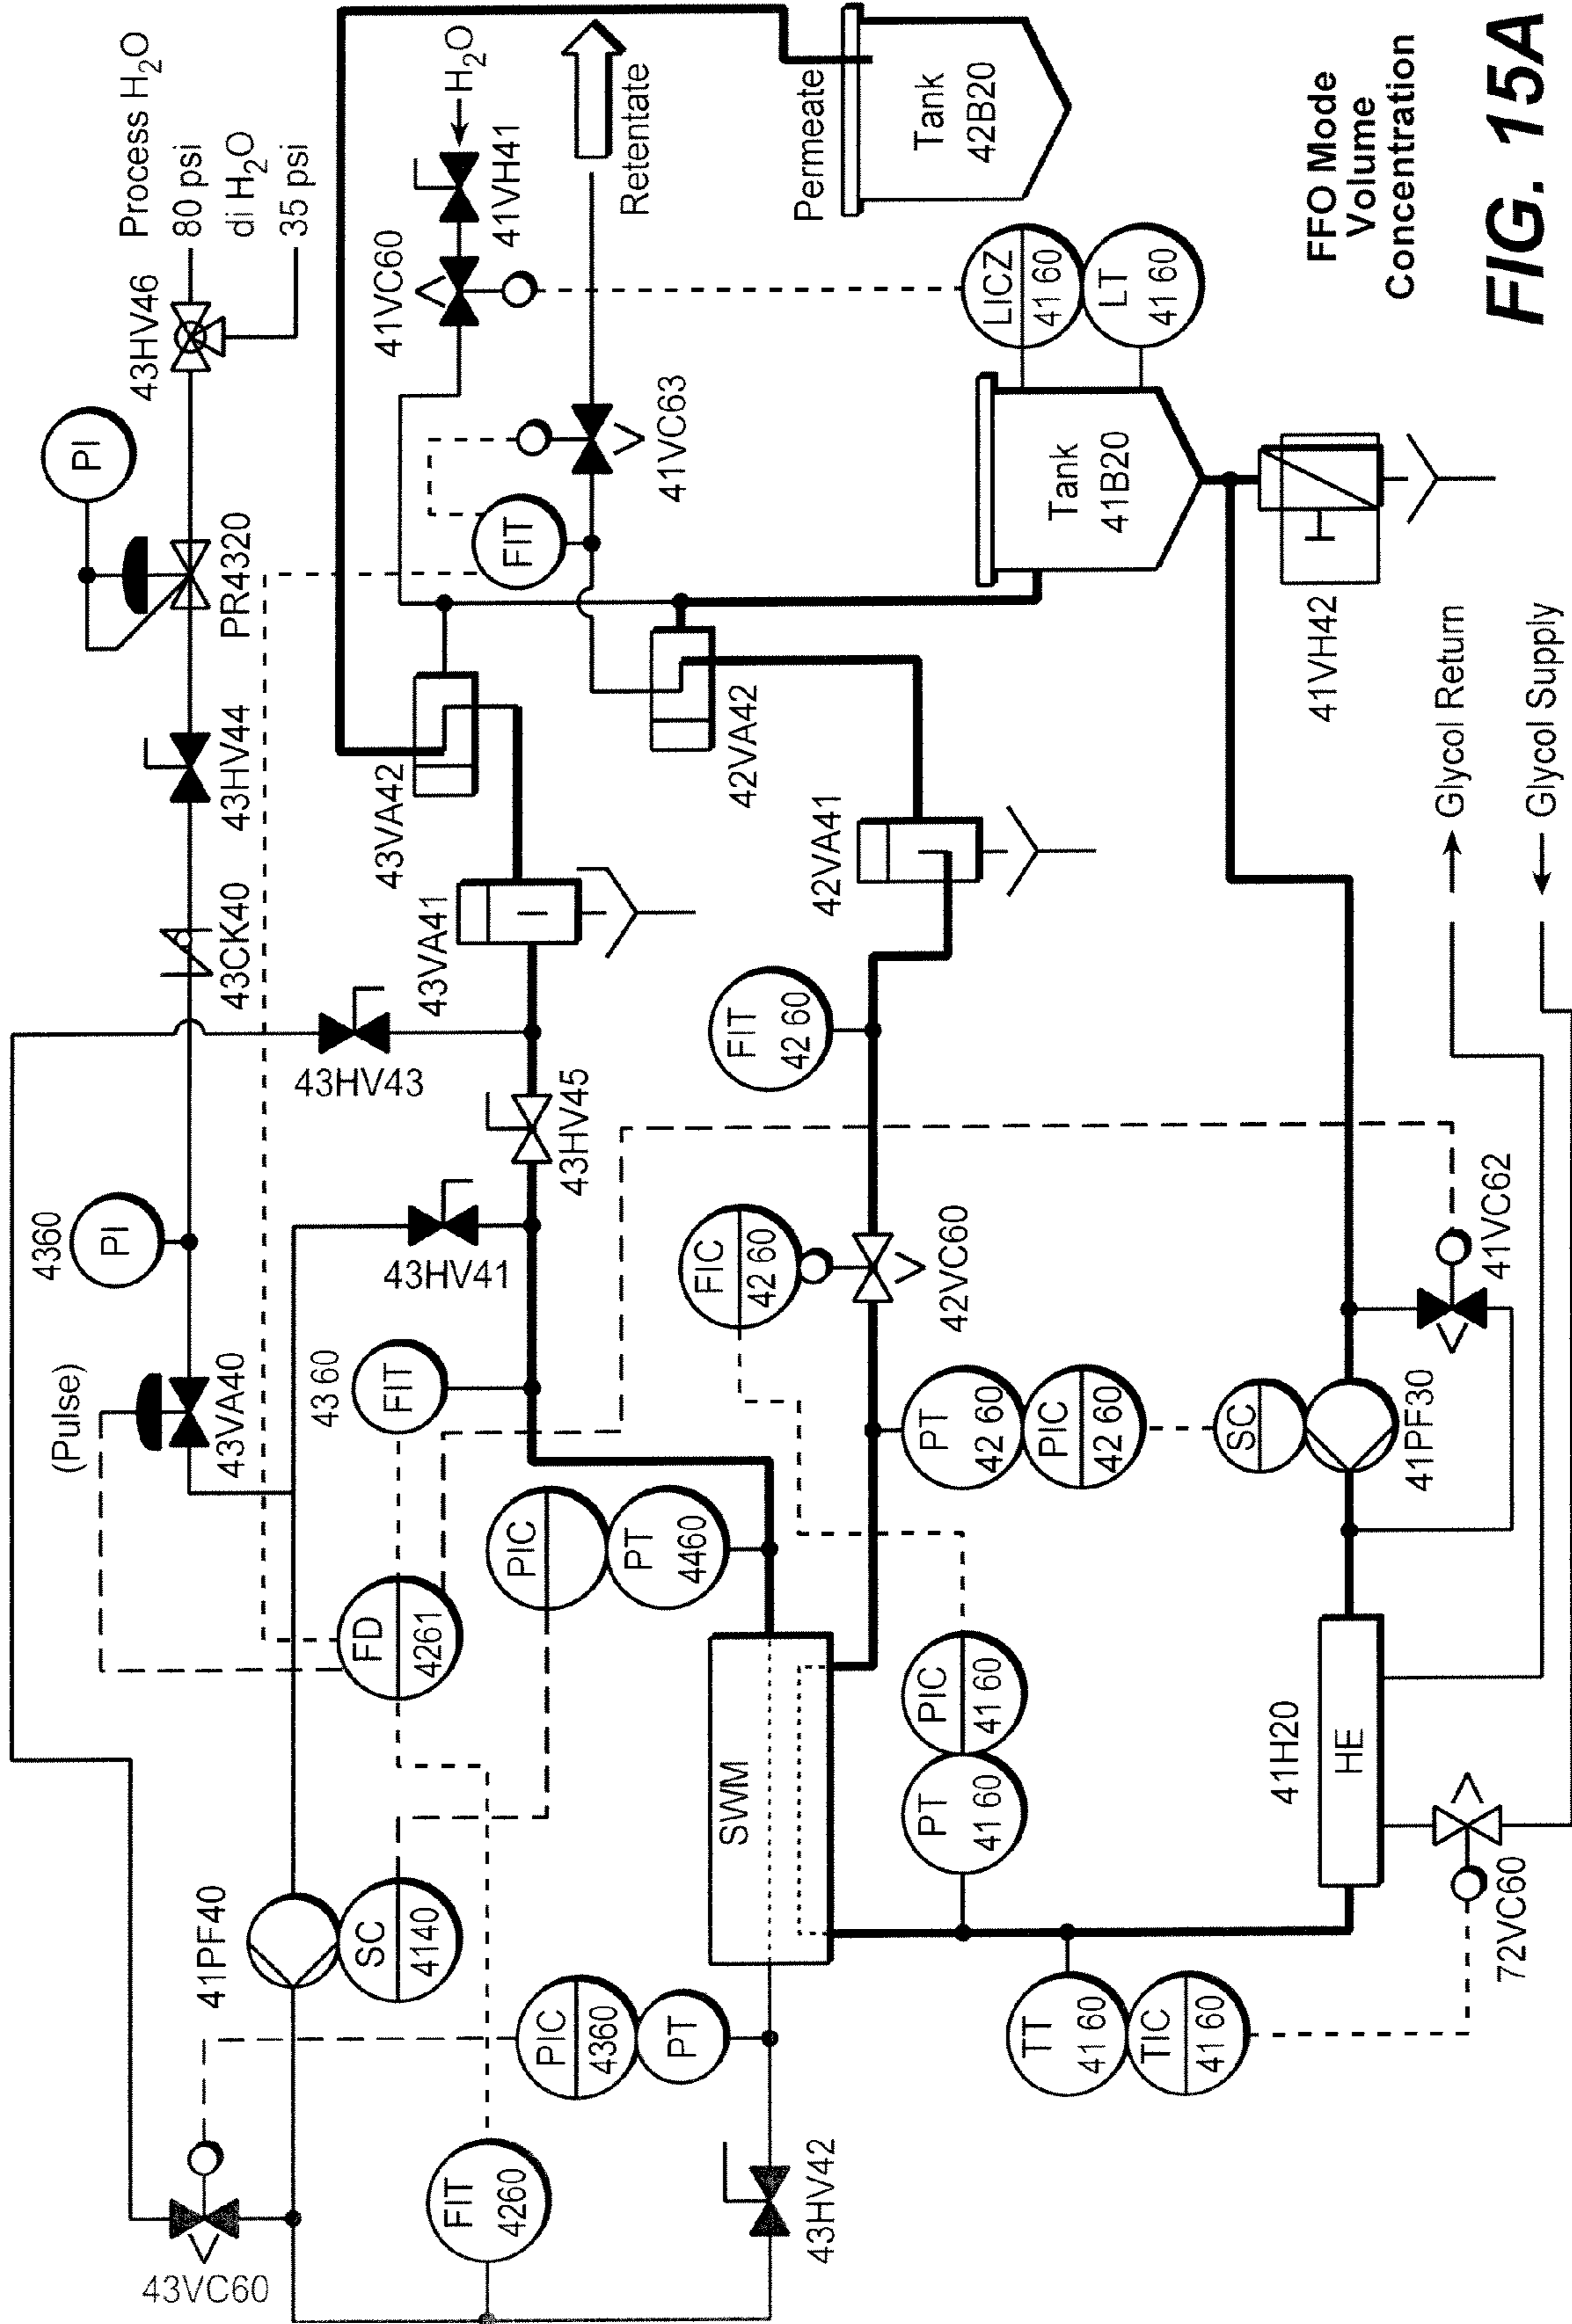 Process H2O
80 psi
di H2O
35 psi
43HV46
PI
PR4320
43HV44
43CK40
4360
PI
(Pulse)
43VA40
H2O
41VH41
41VC60
Retentate
41VC63
FIT
Permeate
Tank
42B20
43VA42
43VA41
42VA42
42VA41
43HV43
43HV45
43HV41
43 60
FIT
FD
4261
41PF40
SC
4140
43VC60
FIT
4260
PIC
4360
PT
43HV42
PIC
PT
4460
SWM
FIT
42 60
FIC
42 60
42VC60
PT
42 60
PIC
42 60
SC
41PF30
41VC62
PT
41 60
PIC
41 60
TT
41 60
TIC
41 60
41H20
HE
72VC60
LICZ
41 60
LT
41 60
Tank
41B20
41VH42
Glycol Return
Glycol Supply
FFO Mode
Volume
Concentration
FIG. 15A